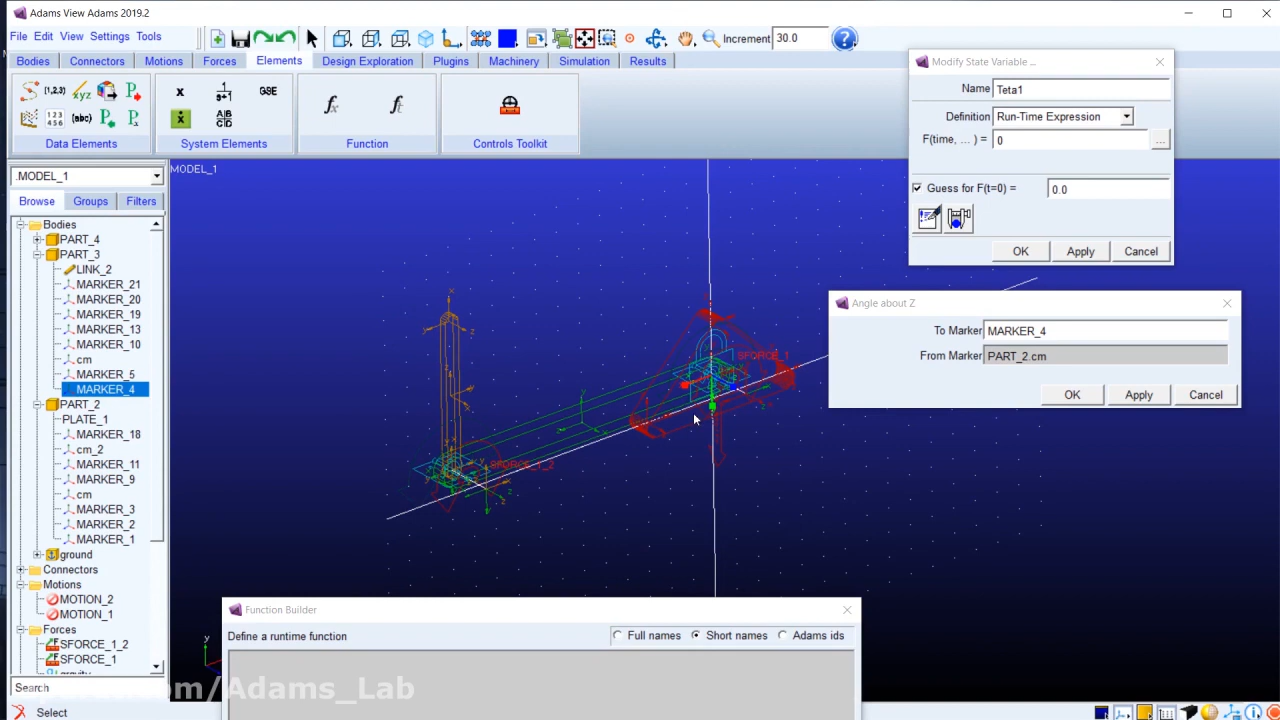 Adams View Adams 2019.2
File Edit View Settings Tools
Increment 30.0
Bodies Connectors Motions Forces Elements Design Exploration Plugins Machinery Simulation Results
Data Elements System Elements Function Controls Toolkit
.MODEL_1
Browse Groups Filters
Bodies
PART_4
PART_3
LINK_2
MARKER_21
MARKER_20
MARKER_19
MARKER_13
MARKER_10
cm
MARKER_5
MARKER_4
PART_2
PLATE_1
MARKER_18
cm_2
MARKER_11
MARKER_9
cm
MARKER_3
MARKER_2
MARKER_1
ground
Connectors
Motions
MOTION_2
MOTION_1
Forces
SFORCE_1_2
SFORCE_1
Search
Select
MODEL_1
SFORCE_1
SFORCE_1_2
Modify State Variable ...
Name Teta1
Definition Run-Time Expression
F(time, ... ) = 0 ...
Guess for F(t=0) = 0.0
OK Apply Cancel
Angle about Z
To Marker MARKER_4
From Marker PART_2.cm
OK Apply Cancel
Function Builder
Define a runtime function Full names Short names Adams ids
om/Adams_Lab